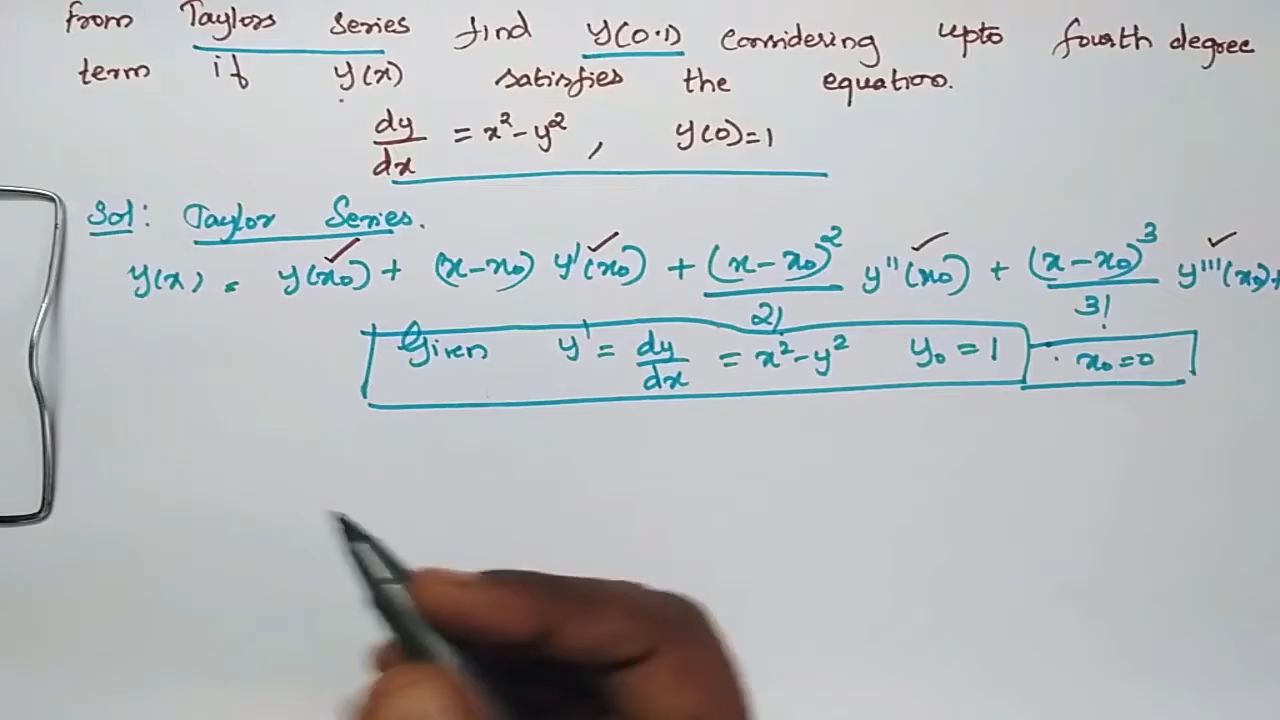 from Taylors series find y(0.1) considering upto fourth degree
term if y(x) satisfies the equation.
dy/dx = x² - y² , y(0)=1
Sol: Taylor Series.
y(x) = y(x₀) + (x-x₀) y'(x₀) + (x-x₀)²/2! y''(x₀) + (x-x₀)³/3! y'''(x₀)+
Given y' = dy/dx = x² - y² y₀ = 1 x₀=0